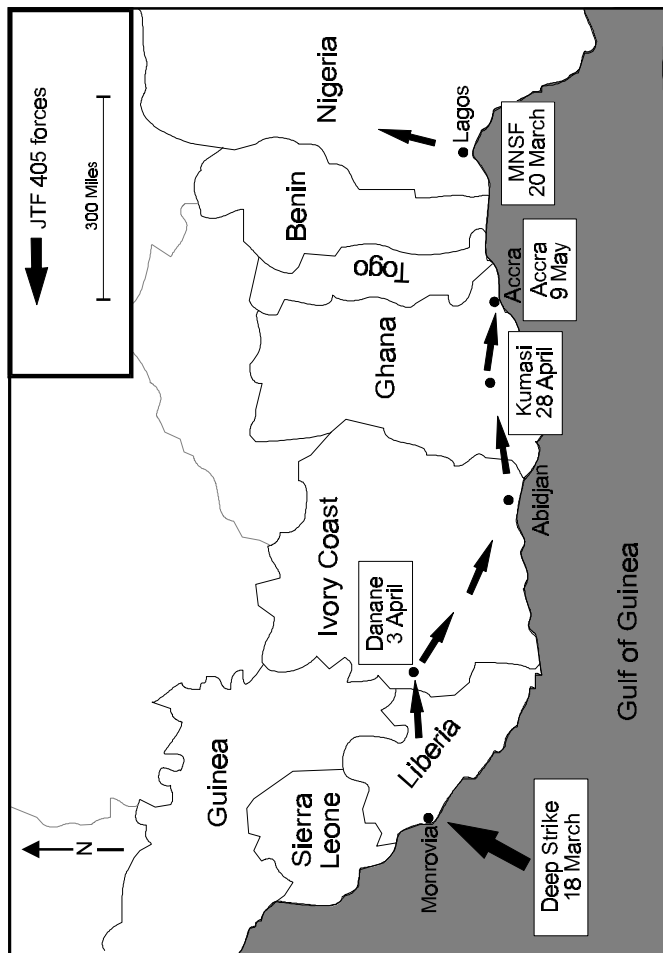 JTF 405 forces
300 Miles
N
Guinea
Sierra
Leone
Liberia
Ivory Coast
Ghana
Togo
Benin
Nigeria
Monrovia
Deep Strike
18 March
Danane
3 April
Abidjan
Kumasi
28 April
Accra
Accra
9 May
Lagos
MNSF
20 March
Gulf of Guinea